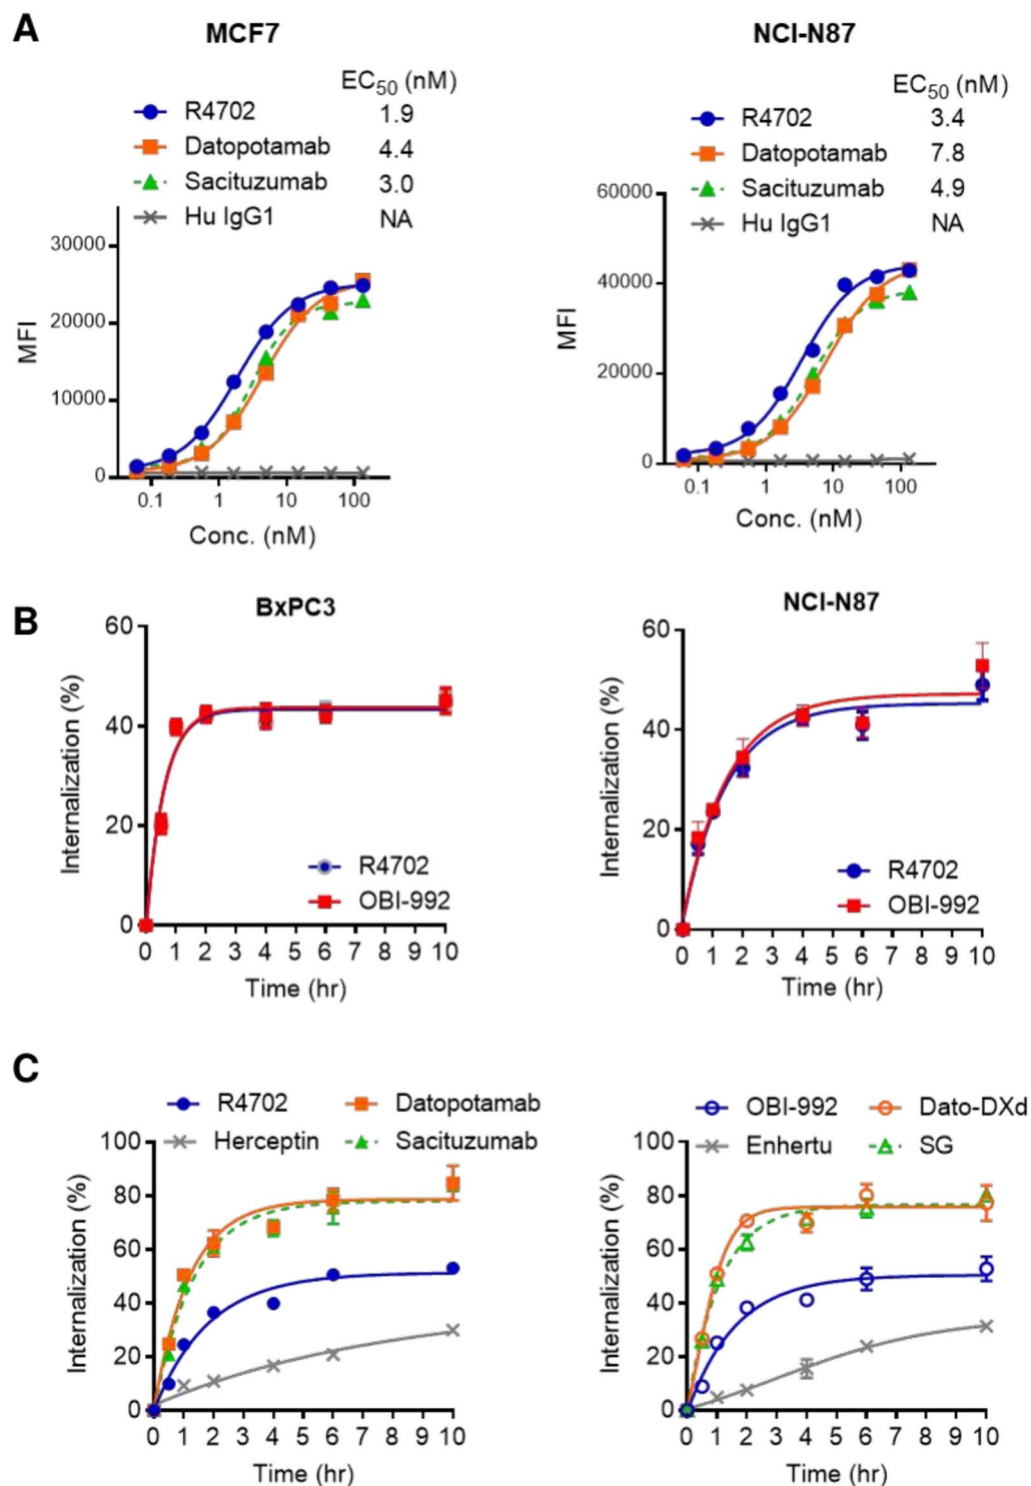 A
MCF7
EC50 (nM)
R4702 1.9
Datopotamab 4.4
Sacituzumab 3.0
Hu IgG1 NA
30000
20000
10000
0
MFI
0.1 1 10 100
Conc. (nM)
NCI-N87
EC50 (nM)
R4702 3.4
Datopotamab 7.8
Sacituzumab 4.9
Hu IgG1 NA
60000
40000
20000
0
MFI
0.1 1 10 100
Conc. (nM)
B
BxPC3
60
40
20
0
Internalization (%)
R4702
OBI-992
0 1 2 3 4 5 6 7 8 9 10
Time (hr)
NCI-N87
60
40
20
0
Internalization (%)
R4702
OBI-992
0 1 2 3 4 5 6 7 8 9 10
Time (hr)
C
R4702 Datopotamab
Herceptin Sacituzumab
100
80
60
40
20
0
Internalization (%)
0 1 2 3 4 5 6 7 8 9 10
Time (hr)
OBI-992 Dato-DXd
Enhertu SG
100
80
60
40
20
0
Internalization (%)
0 1 2 3 4 5 6 7 8 9 10
Time (hr)